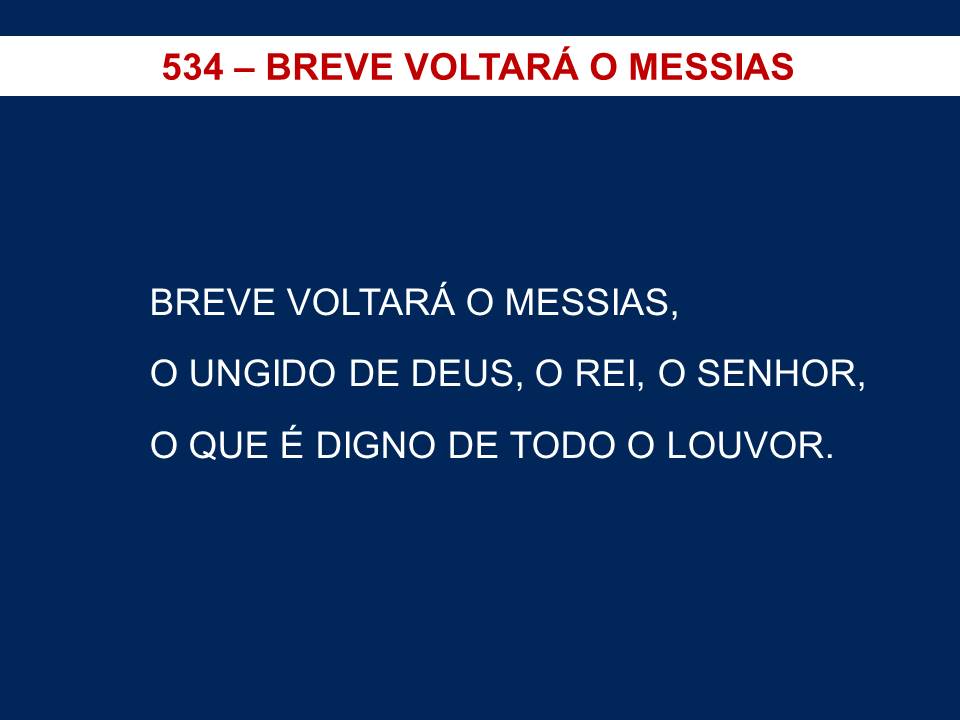 534 – BREVE VOLTARÁ O MESSIAS
BREVE VOLTARÁ O MESSIAS,
O UNGIDO DE DEUS, O REI, O SENHOR,
O QUE É DIGNO DE TODO O LOUVOR.